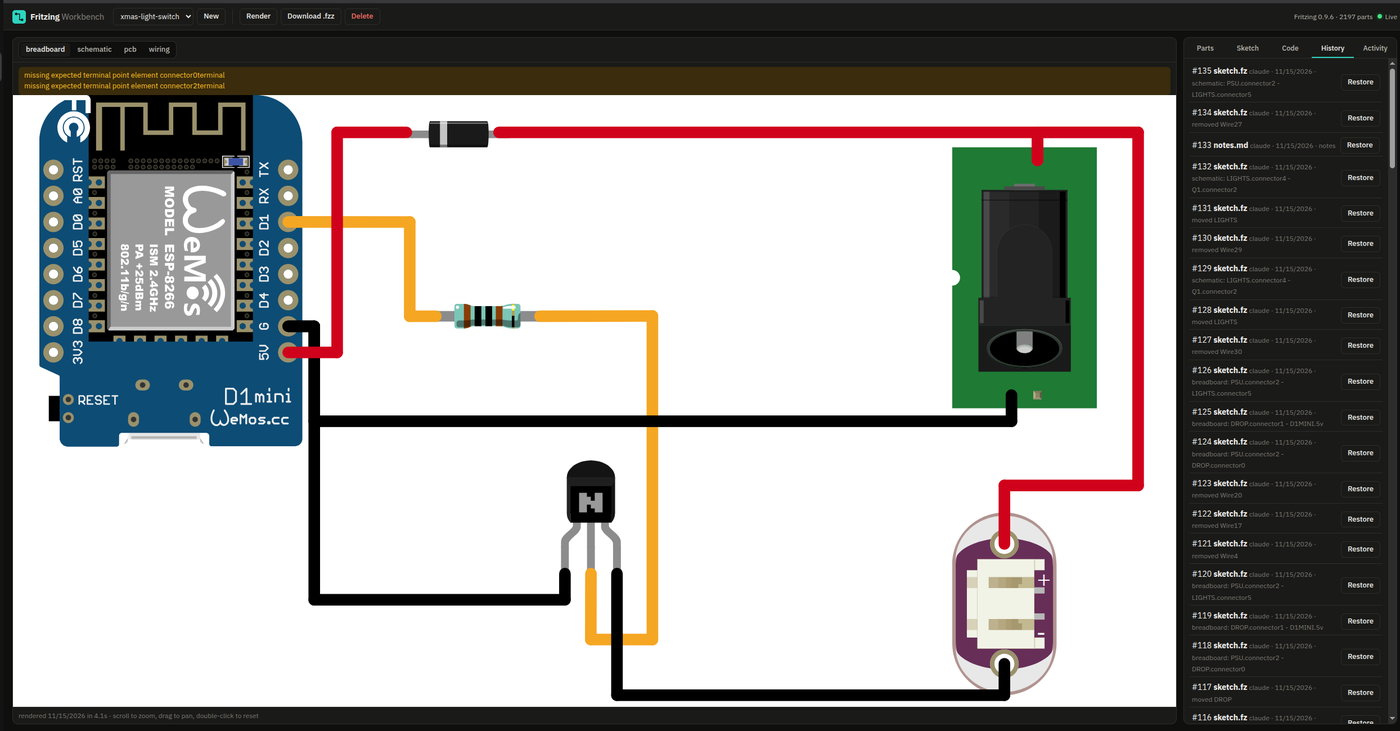 Fritzing Workbench
xmas-light-switch
New
Render
Download .fzz
Delete
Fritzing 0.9.6 · 2197 parts
Live
breadboard
schematic
pcb
wiring
missing expected terminal point element connector0terminal
missing expected terminal point element connector2terminal
RST
A0
D0
D5
D6
D7
D8
3V3
TX
RX
D1
D2
D3
D4
G
5V
WeMos
MODEL ESP-8266
ISM 2.4GHz
PA +25dBm
802.11b/g/n
RESET
D1mini
WeMos.cc
N
+
-
rendered 11/15/2026 in 4.1s · scroll to zoom, drag to pan, double-click to reset
Parts
Sketch
Code
History
Activity
#135 sketch.fz claude · 11/15/2026 ·
schematic: PSU.connector2 –
LIGHTS.connector5
Restore
#134 sketch.fz claude · 11/15/2026 ·
removed Wire27
Restore
#133 notes.md claude · 11/15/2026 · notes
Restore
#132 sketch.fz claude · 11/15/2026 ·
schematic: LIGHTS.connector4 –
Q1.connector2
Restore
#131 sketch.fz claude · 11/15/2026 ·
moved LIGHTS
Restore
#130 sketch.fz claude · 11/15/2026 ·
removed Wire29
Restore
#129 sketch.fz claude · 11/15/2026 ·
schematic: LIGHTS.connector4 –
Q1.connector2
Restore
#128 sketch.fz claude · 11/15/2026 ·
moved LIGHTS
Restore
#127 sketch.fz claude · 11/15/2026 ·
removed Wire30
Restore
#126 sketch.fz claude · 11/15/2026 ·
breadboard: PSU.connector2 –
LIGHTS.connector5
Restore
#125 sketch.fz claude · 11/15/2026 ·
breadboard: DROP.connector1 – D1MINI.5v
Restore
#124 sketch.fz claude · 11/15/2026 ·
breadboard: PSU.connector2 –
DROP.connector0
Restore
#123 sketch.fz claude · 11/15/2026 ·
removed Wire20
Restore
#122 sketch.fz claude · 11/15/2026 ·
removed Wire17
Restore
#121 sketch.fz claude · 11/15/2026 ·
removed Wire4
Restore
#120 sketch.fz claude · 11/15/2026 ·
breadboard: PSU.connector2 –
LIGHTS.connector5
Restore
#119 sketch.fz claude · 11/15/2026 ·
breadboard: DROP.connector1 – D1MINI.5v
Restore
#118 sketch.fz claude · 11/15/2026 ·
breadboard: PSU.connector2 –
DROP.connector0
Restore
#117 sketch.fz claude · 11/15/2026 ·
moved DROP
Restore
#116 sketch.fz claude · 11/15/2026 ·
Restore